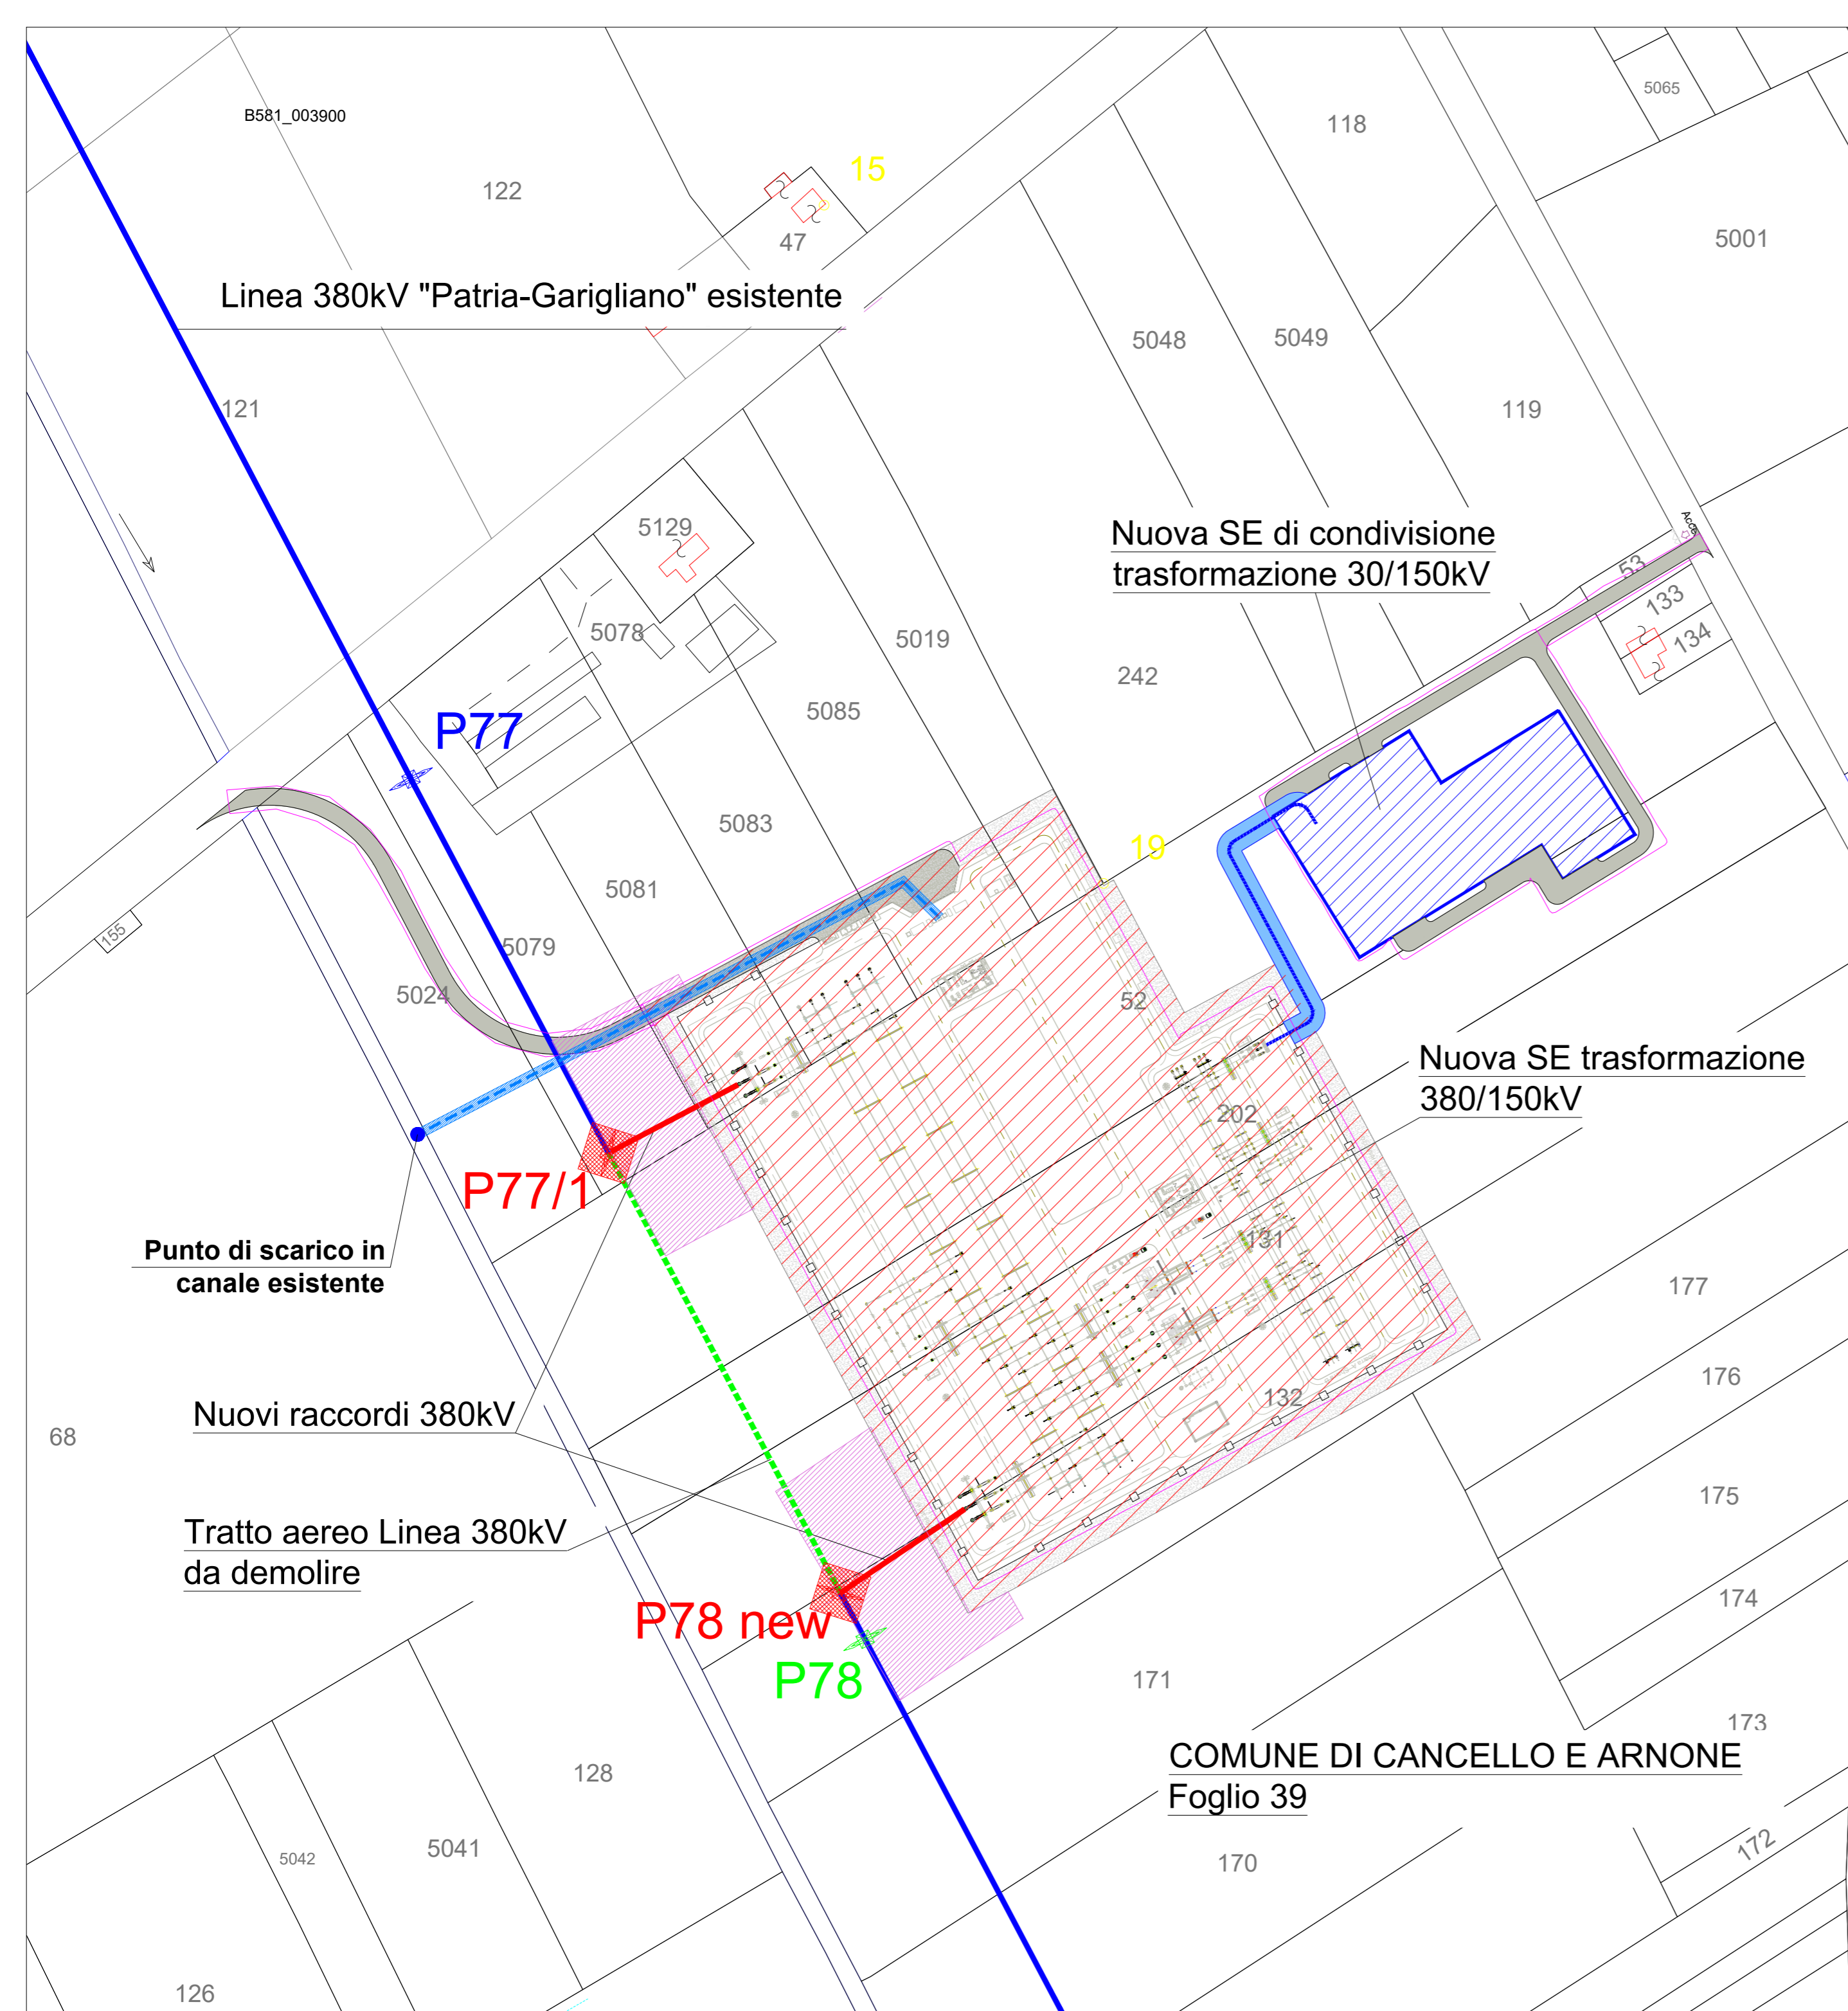 B581_003900
122
15
47
118
5065
5001
Linea 380kV "Patria-Garigliano" esistente
5048
5049
119
121
5129
5078
5019
Nuova SE di condivisione
trasformazione 30/150kV
53
133
134
242
5085
P77
5083
19
5081
155
5079
5024
52
Nuova SE trasformazione
380/150kV
202
P77/1
131
Punto di scarico in
canale esistente
177
176
132
Nuovi raccordi 380kV
68
175
Tratto aereo Linea 380kV
da demolire
174
P78 new
P78
171
173
COMUNE DI CANCELLO E ARNONE
Foglio 39
128
5041
5042
170
172
126